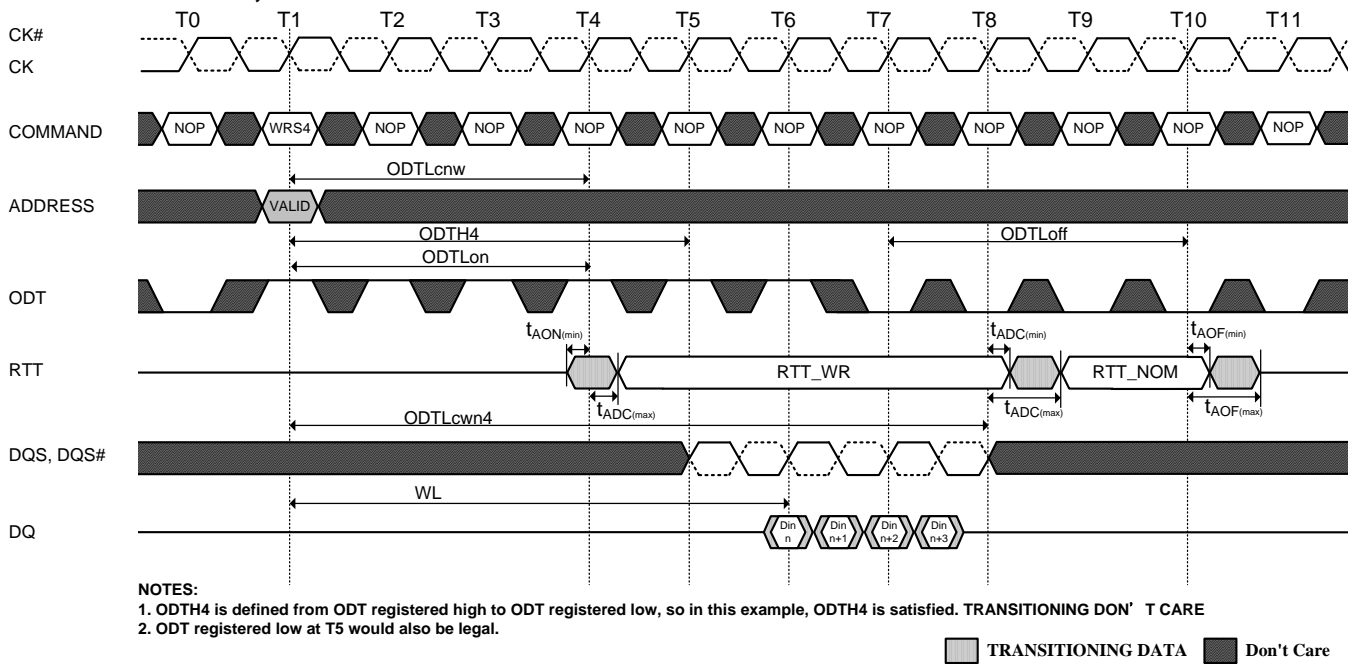 T0 T1 T2 T3 T4 T5 T6 T7 T8 T9 T10 T11
CK#
CK
COMMAND NOP WRS4 NOP NOP NOP NOP NOP NOP NOP NOP NOP NOP
ODTLcnw
ADDRESS VALID
ODTH4 ODTLoff
ODTLon
ODT
tAON(min) tADC(min) tAOF(min)
RTT RTT_WR RTT_NOM
tADC(max) tADC(max) tAOF(max)
ODTLcwn4
DQS, DQS#
WL
DQ Din n Din n+1 Din n+2 Din n+3
NOTES:
1. ODTH4 is defined from ODT registered high to ODT registered low, so in this example, ODTH4 is satisfied. TRANSITIONING DON' T CARE
2. ODT registered low at T5 would also be legal.
TRANSITIONING DATA Don't Care